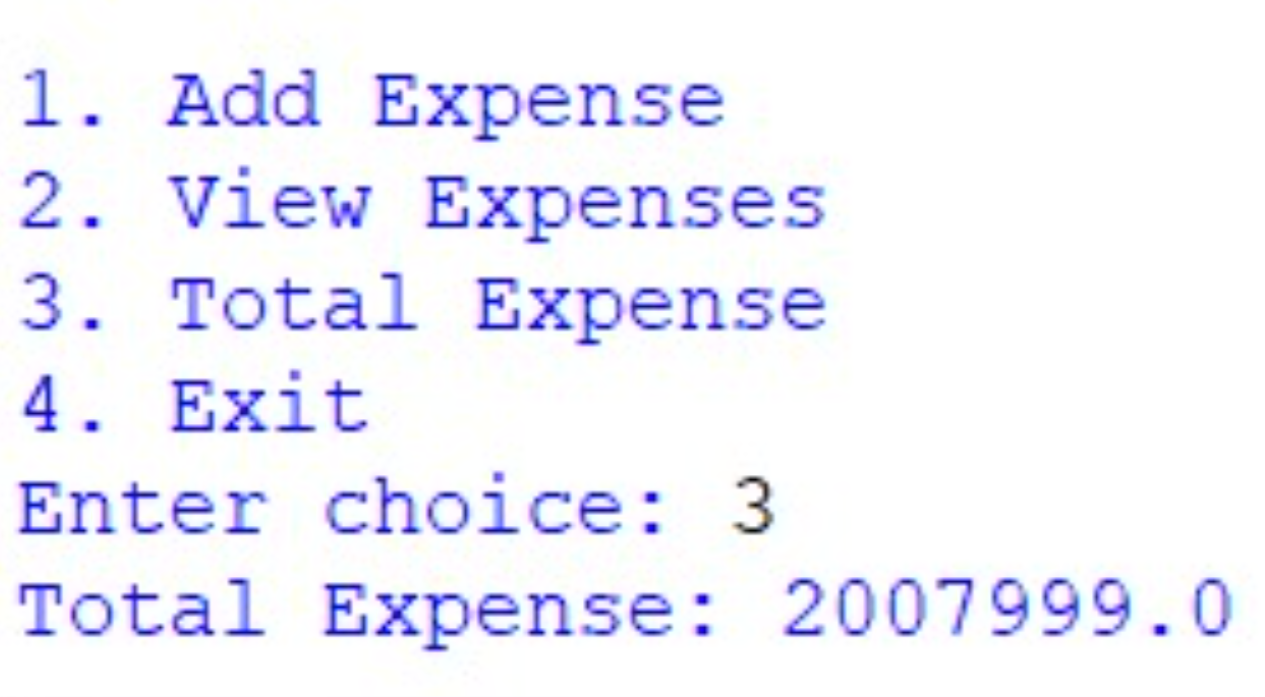 1. Add Expense
2. View Expenses
3. Total Expense
4. Exit
Enter choice: 3
Total Expense: 2007999.0